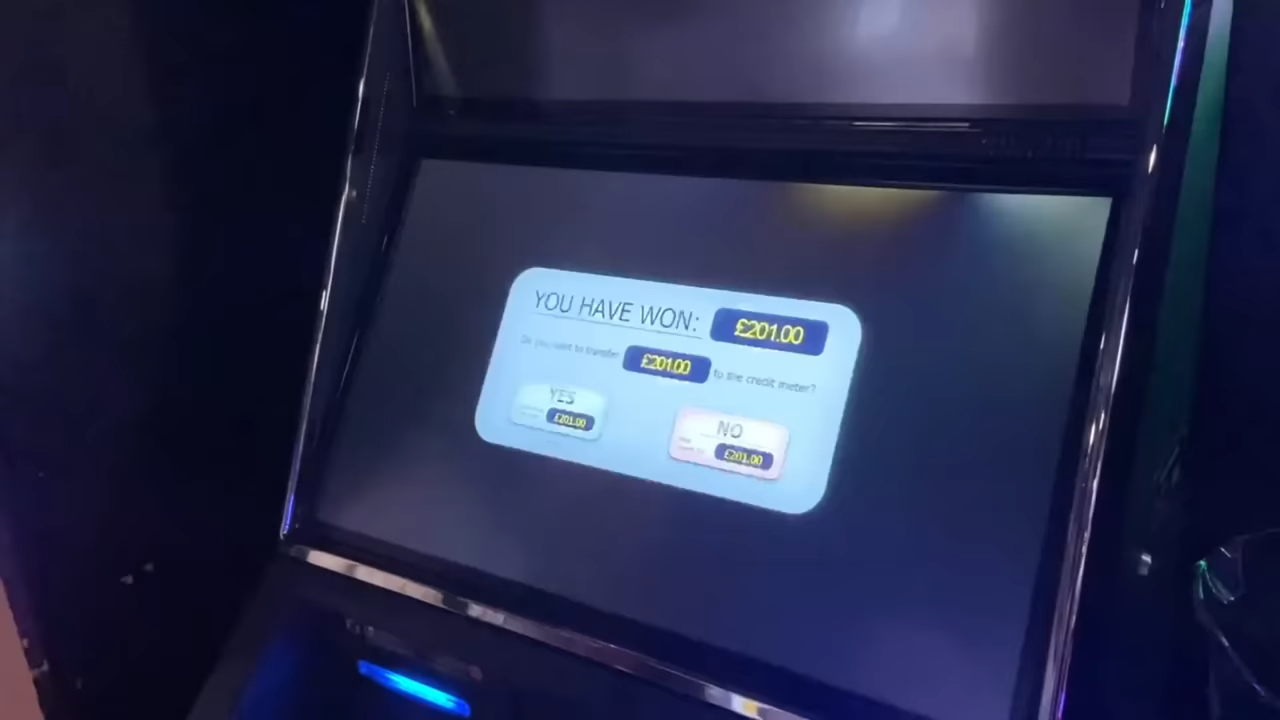 YOU HAVE WON: £201.00
Do you want to transfer £201.00 to the credit meter?
YES
£201.00
NO
£201.00